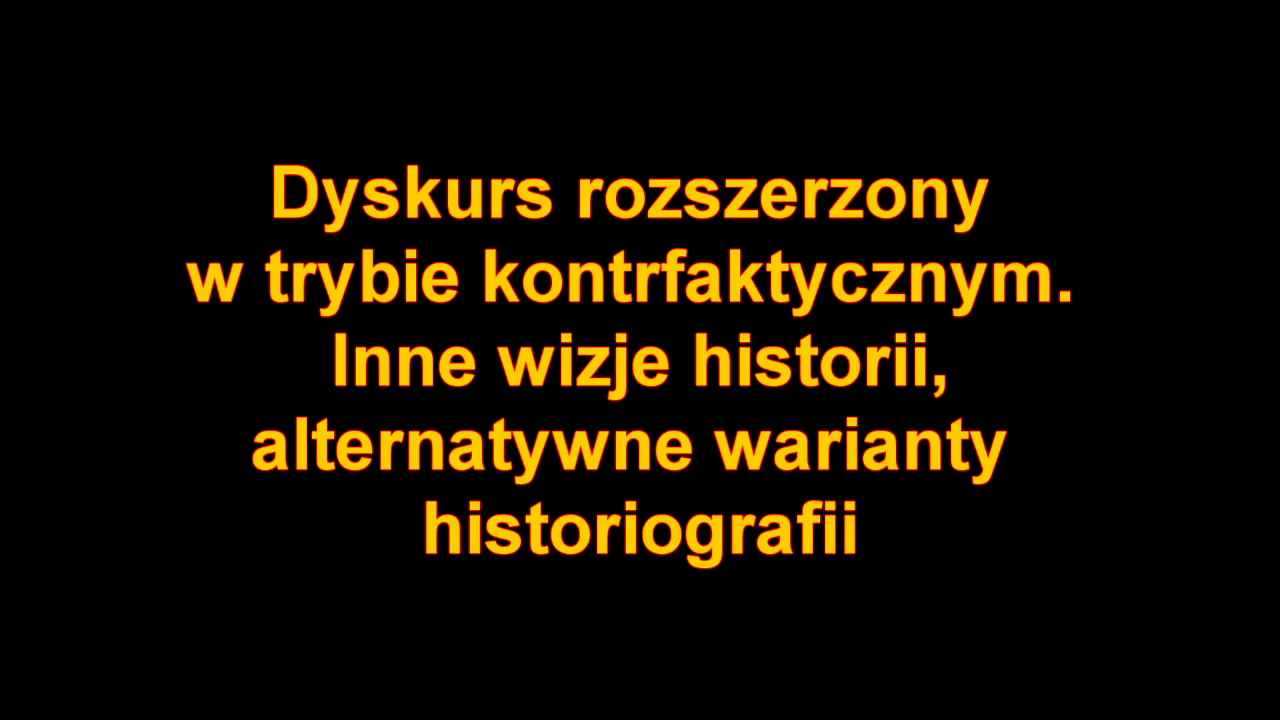 Dyskurs rozszerzony
w trybie kontrfaktycznym.
Inne wizje historii,
alternatywne warianty
historiografii